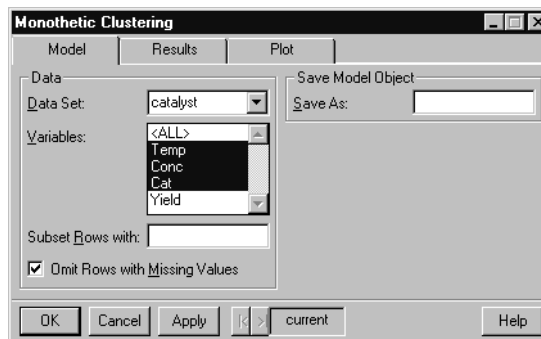 Monothetic Clustering
Model Results Plot
Data
Data Set: catalyst
Variables: <ALL>
Temp
Conc
Cat
Yield
Subset Rows with:
Omit Rows with Missing Values
Save Model Object
Save As:
OK Cancel Apply current Help